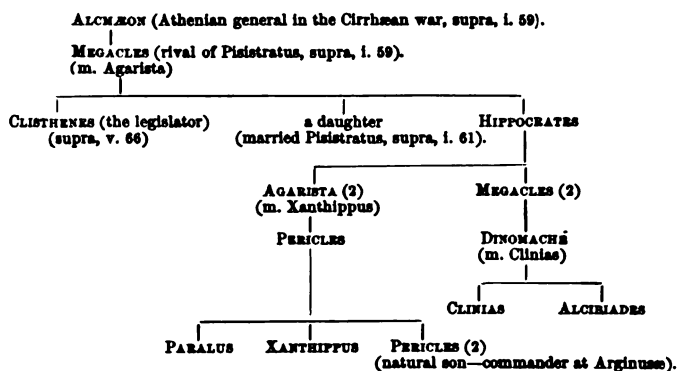 ALCMÆON (Athenian general in the Cirrhæan war, supra, i. 59).
MEGACLES (rival of Pisistratus, supra, i. 59).
(m. Agarista)
CLISTHENES (the legislator) a daughter HIPPOCRATES
(supra, v. 66) (married Pisistratus, supra, i. 61).
AGARISTA (2) MEGACLES (2)
(m. Xanthippus)
PERICLES DINOMACHÉ
(m. Clinias)
CLINIAS ALCIBIADES
PARALUS XANTHIPPUS PERICLES (2)
(natural son—commander at Arginusæ).